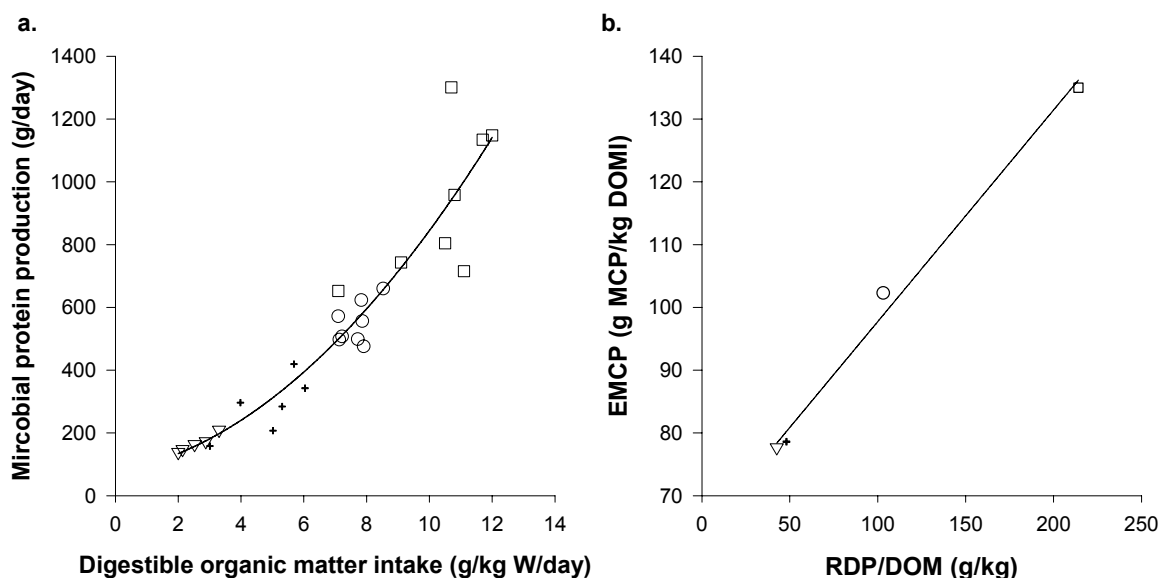 a.
Mircobial protein production (g/day)
1400
1200
1000
800
600
400
200
0
0 2 4 6 8 10 12 14
Digestible organic matter intake (g/kg W/day)
b.
EMCP (g MCP/kg DOMI)
140
130
120
110
100
90
80
70
0 50 100 150 200 250
RDP/DOM (g/kg)